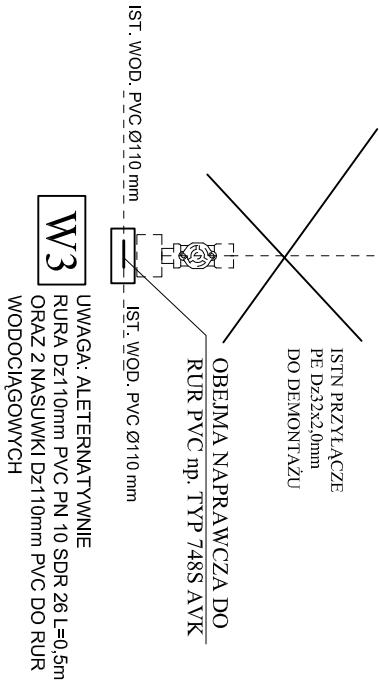 ISTN PRZYŁĄCZE
PE Dz32x2,0mm
DO DEMONTAŻU
OBEJMA NAPRAWCZA DO
RUR PVC np. TYP 748S AVK
IST. WOD. PVC Ø110 mm
IST. WOD. PVC Ø110 mm
W3
UWAGA: ALETERNATYWNIE
RURA Dz110mm PVC PN 10 SDR 26 L=0,5m
ORAZ 2 NASUWKI Dz110mm PVC DO RUR
WODOCIĄGOWYCH